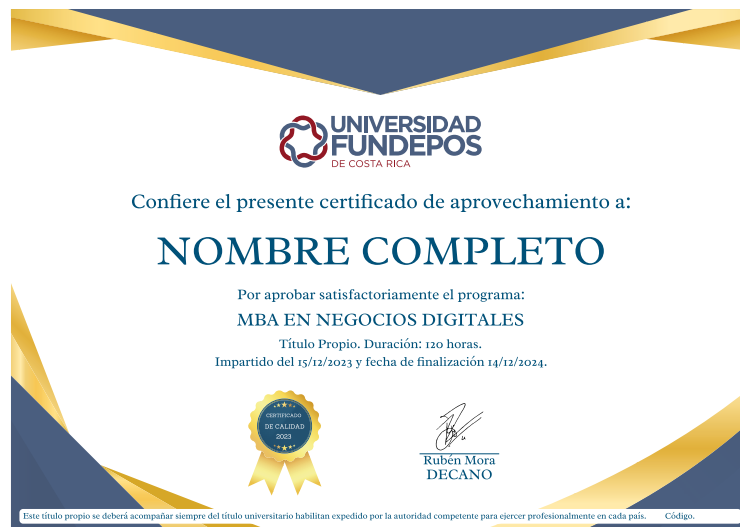 UNIVERSIDAD
FUNDEPOS
DE COSTA RICA
Confiere el presente certificado de aprovechamiento a:
NOMBRE COMPLETO
Por aprobar satisfactoriamente el programa:
MBA EN NEGOCIOS DIGITALES
Título Propio. Duración: 120 horas.
Impartido del 15/12/2023 y fecha de finalización 14/12/2024.
CERTIFICADO
DE CALIDAD
2023
Rubén Mora
DECANO
Este título propio se deberá acompañar siempre del título universitario habilitan expedido por la autoridad competente para ejercer profesionalmente en cada país. Código.